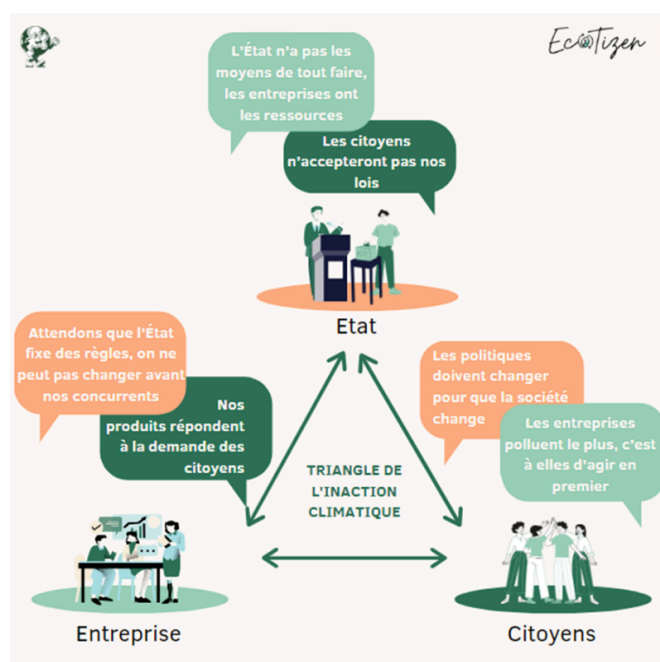 EcoTizen
L'État n'a pas les
moyens de tout faire,
les entreprises ont
les ressources
Les citoyens
n'accepteront pas nos
lois
Etat
Attendons que l'État
fixe des règles, on ne
peut pas changer avant
nos concurrents
Nos
produits répondent
à la demande des
citoyens
Les politiques
doivent changer
pour que la société
change
Les entreprises
polluent le plus, c'est
à elles d'agir en
premier
TRIANGLE DE
L'INACTION
CLIMATIQUE
Entreprise
Citoyens